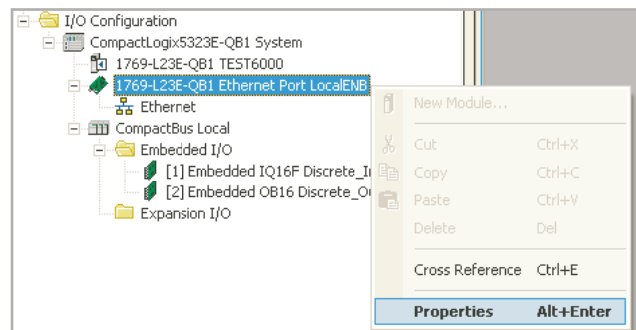 I/O Configuration
CompactLogix5323E-QB1 System
1769-L23E-QB1 TEST6000
1769-L23E-QB1 Ethernet Port LocalENB
Ethernet
CompactBus Local
Embedded I/O
[1] Embedded IQ16F Discrete_I
[2] Embedded OB16 Discrete_O
Expansion I/O
New Module...
Cut Ctrl+X
Copy Ctrl+C
Paste Ctrl+V
Delete Del
Cross Reference Ctrl+E
Properties Alt+Enter